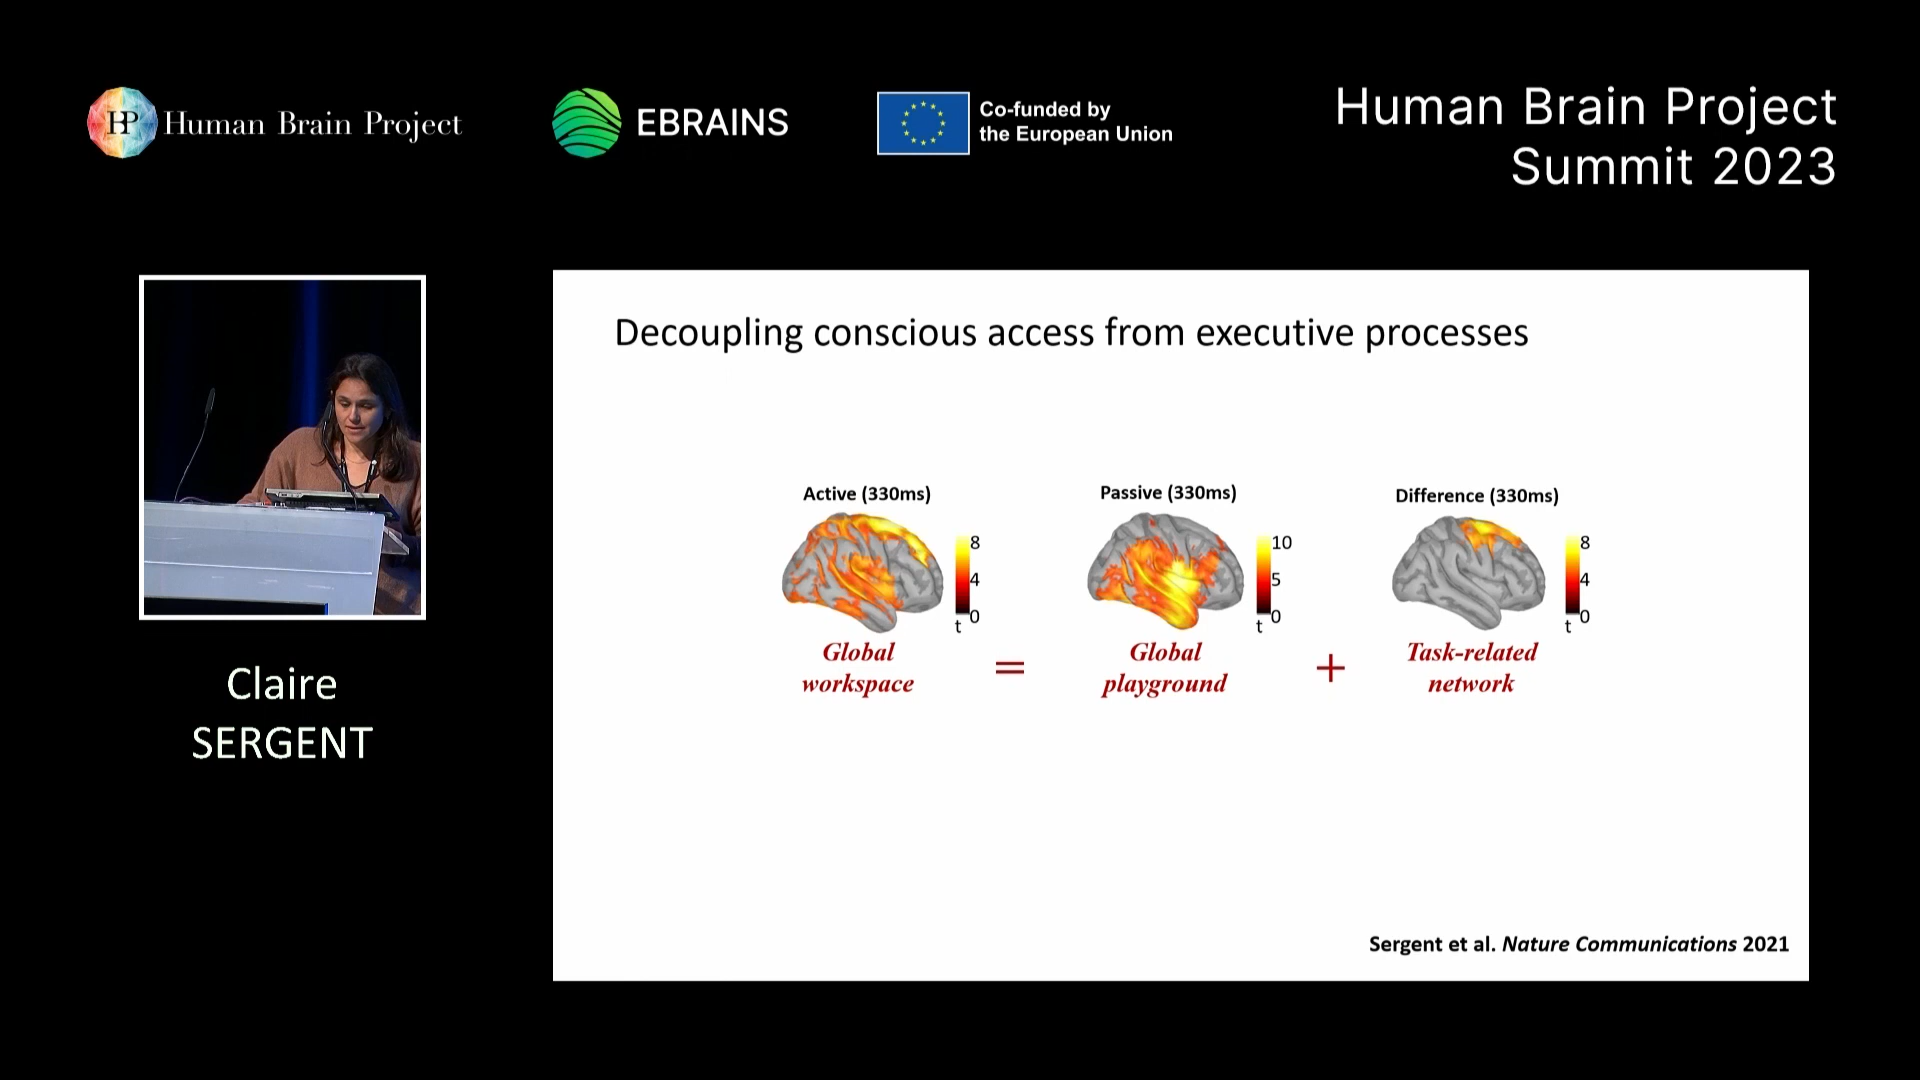 HP Human Brain Project
EBRAINS
Co-funded by
the European Union
Human Brain Project
Summit 2023
Claire
SERGENT
Decoupling conscious access from executive processes
Active (330ms)
8
4
0
t
Global
workspace
=
Passive (330ms)
10
5
0
t
Global
playground
+
Difference (330ms)
8
4
0
t
Task-related
network
Sergent et al. Nature Communications 2021